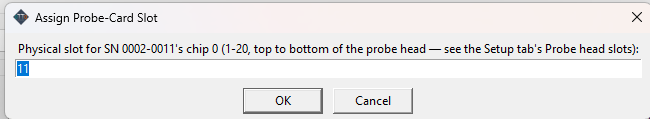 Assign Probe-Card Slot
Physical slot for SN 0002-0011's chip 0 (1-20, top to bottom of the probe head — see the Setup tab's Probe head slots):
11
OK
Cancel